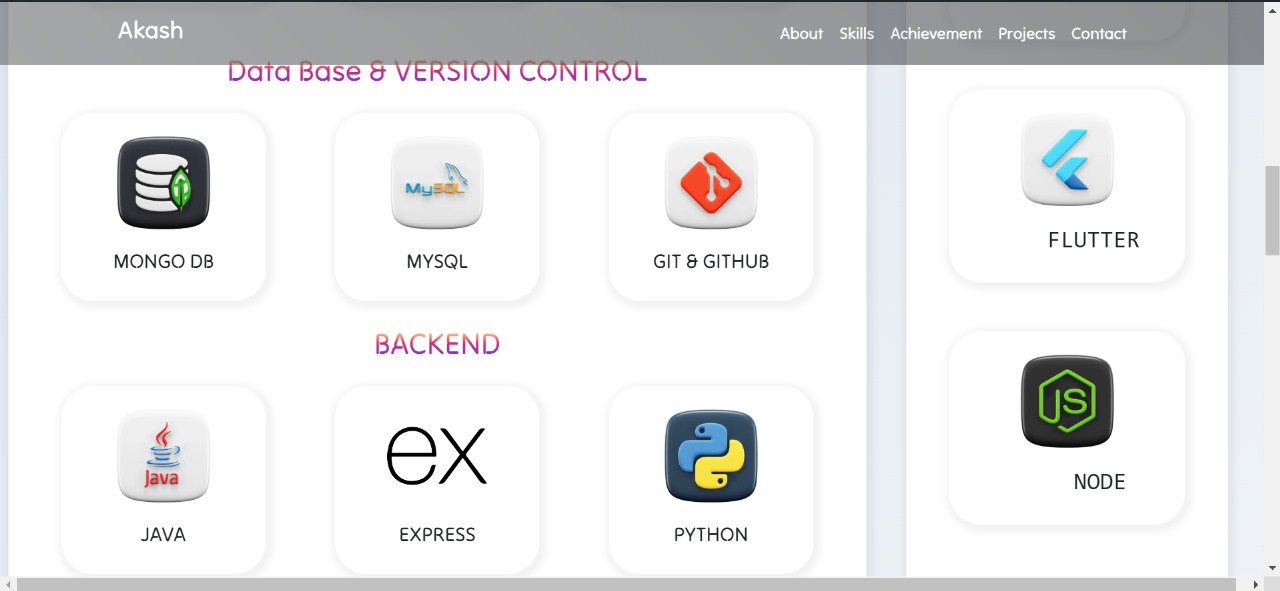 Akash
About Skills Achievement Projects Contact
Data Base & VERSION CONTROL
MySQL
MONGO DB
MYSQL
GIT & GITHUB
BACKEND
Java
ex
JAVA
EXPRESS
PYTHON
FLUTTER
JS
NODE